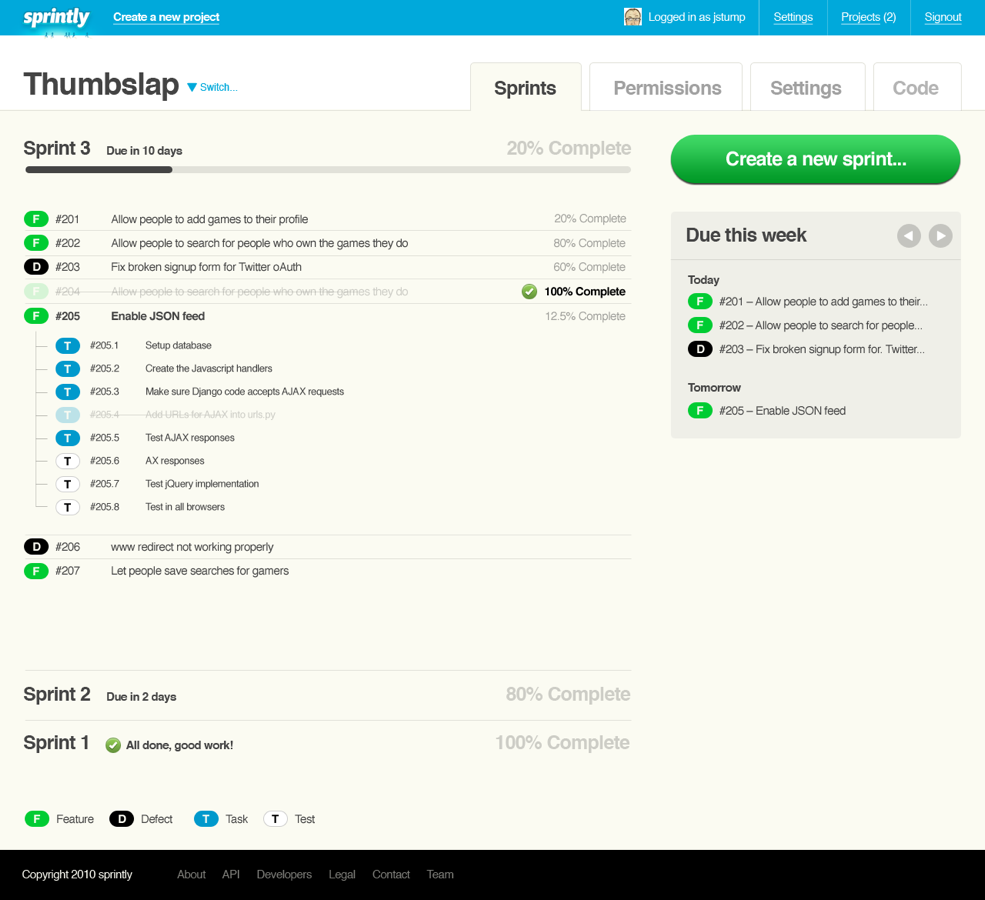 sprintly Create a new project Logged in as jstump Settings Projects (2) Signout
Thumbslap ▼ Switch... Sprints Permissions Settings Code
Sprint 3 Due in 10 days 20% Complete
F #201 Allow people to add games to their profile 20% Complete
F #202 Allow people to search for people who own the games they do 80% Complete
D #203 Fix broken signup form for Twitter oAuth 60% Complete
F #204 Allow people to search for people who own the games they do 100% Complete
F #205 Enable JSON feed 12.5% Complete
T #205.1 Setup database
T #205.2 Create the Javascript handlers
T #205.3 Make sure Django code accepts AJAX requests
T #205.4 Add URLs for AJAX into urls.py
T #205.5 Test AJAX responses
T #205.6 AX responses
T #205.7 Test jQuery implementation
T #205.8 Test in all browsers
D #206 www redirect not working properly
F #207 Let people save searches for gamers
Sprint 2 Due in 2 days 80% Complete
Sprint 1 All done, good work! 100% Complete
F Feature D Defect T Task T Test
Create a new sprint...
Due this week
Today
F #201 – Allow people to add games to their...
F #202 – Allow people to search for people...
D #203 – Fix broken signup form for. Twitter...
Tomorrow
F #205 – Enable JSON feed
Copyright 2010 sprintly About API Developers Legal Contact Team